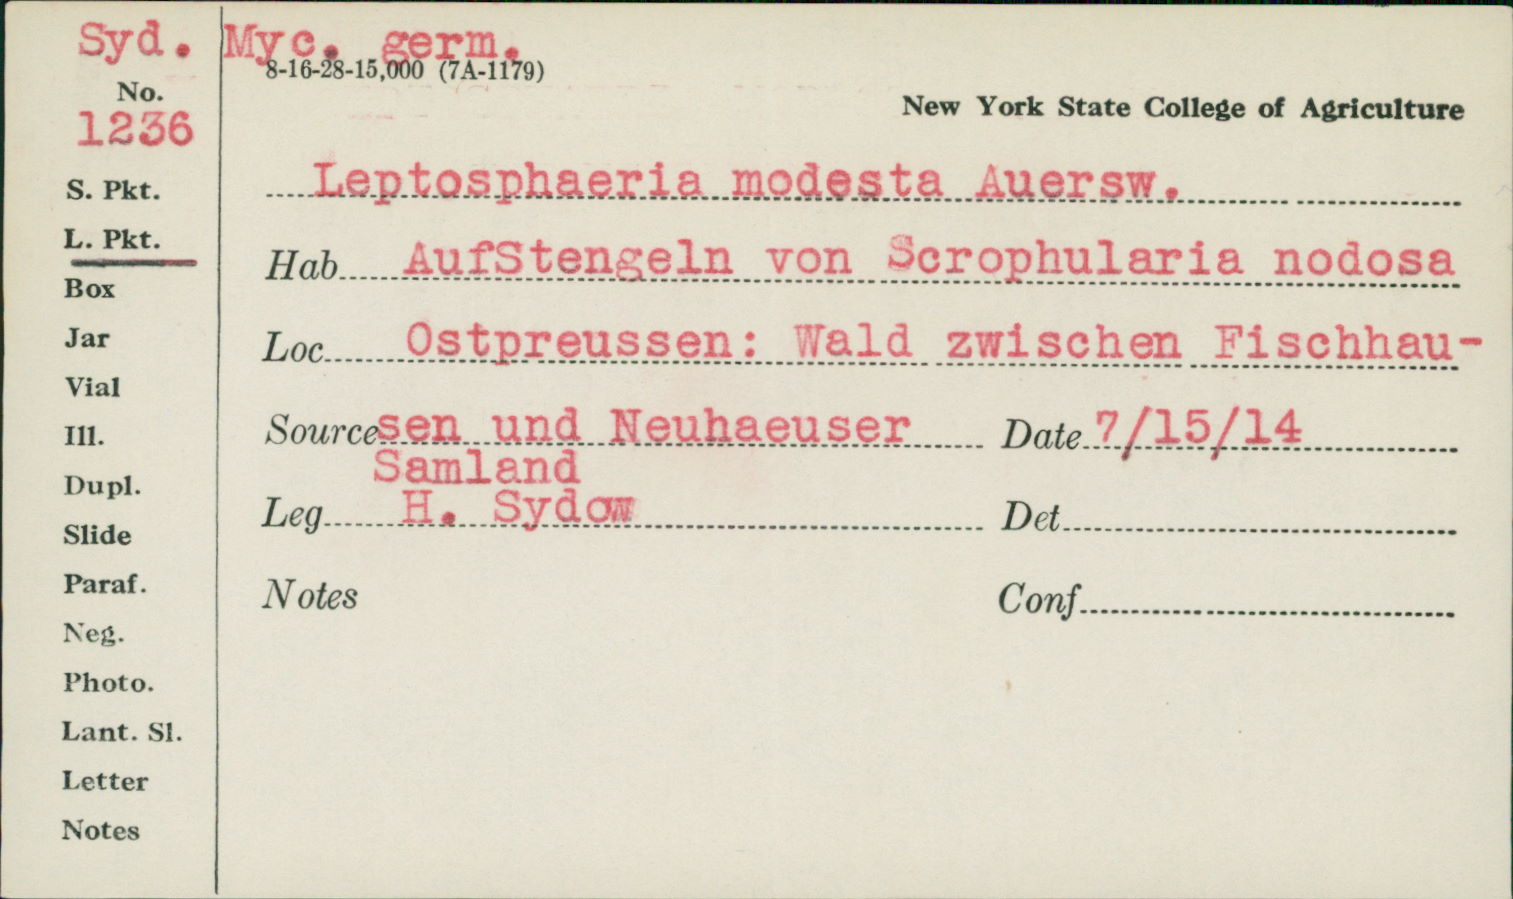 Syd. Myc. germ.
8-16-28-15,000 (7A-1179)
No.
1236
New York State College of Agriculture
S. Pkt.
Leptosphaeria modesta Auersw.
L. Pkt.
Hab. AufStengeln von Scrophularia nodosa
Box
Jar
Loc. Ostpreussen: Wald zwischen Fischhau-
Vial
Ill.
Source sen und Neuhaeuser Date 7/15/14
Samland
Dupl.
Leg. H. Sydow Det.
Slide
Paraf.
Notes Conf.
Neg.
Photo.
Lant. Sl.
Letter
Notes